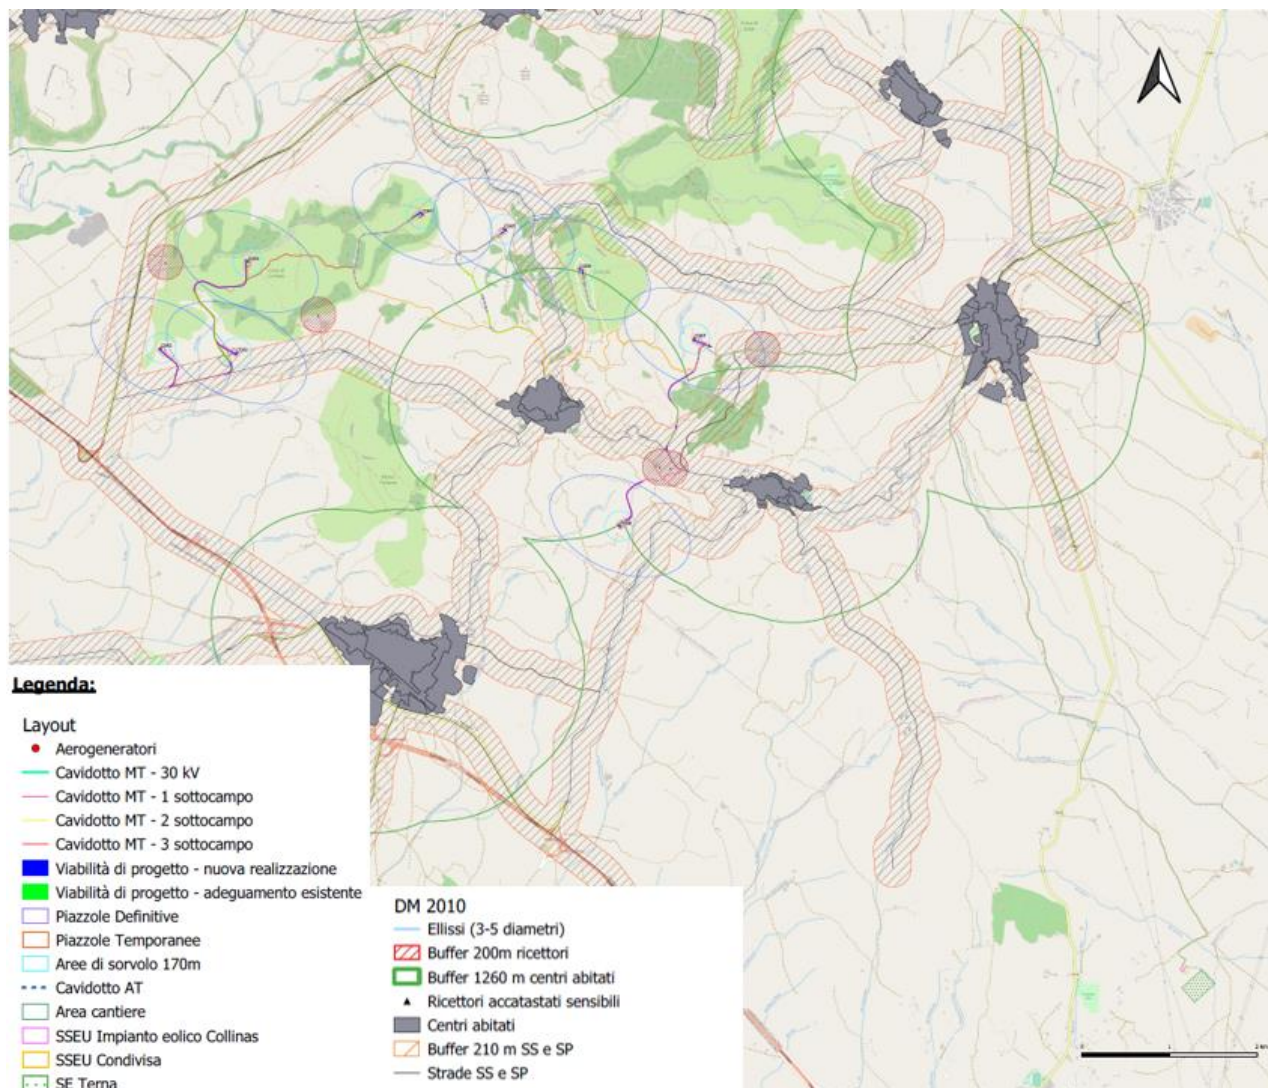 Legenda:
Layout
Aerogeneratori
Cavidotto MT - 30 kV
Cavidotto MT - 1 sottocampo
Cavidotto MT - 2 sottocampo
Cavidotto MT - 3 sottocampo
Viabilità di progetto - nuova realizzazione
Viabilità di progetto - adeguamento esistente
Piazzole Definitive
Piazzole Temporanee
Aree di sorvolo 170m
Cavidotto AT
Area cantiere
SSEU Impianto eolico Collinas
SSEU Condivisa
SE Terna
DM 2010
Ellissi (3-5 diametri)
Buffer 200m ricettori
Buffer 1260 m centri abitati
Ricettori accatastati sensibili
Centri abitati
Buffer 210 m SS e SP
Strade SS e SP